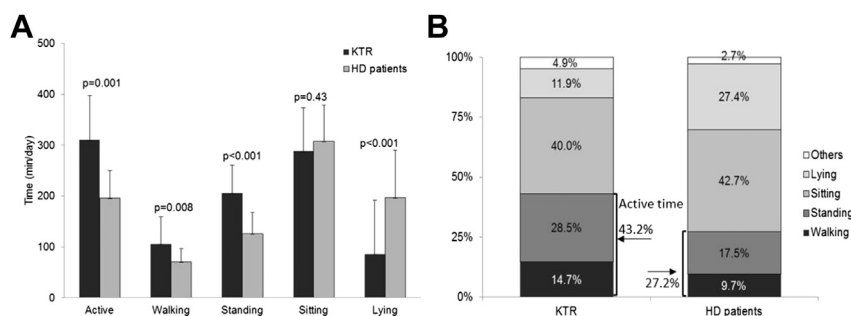 A
B
500
400
300
200
100
0
Time (min/day)
KTR
HD patients
p=0.001
p=0.008
p<0.001
p=0.43
p<0.001
Active Walking Standing Sitting Lying
100%
75%
50%
25%
0%
4.9%
11.9%
40.0%
28.5%
14.7%
2.7%
27.4%
42.7%
17.5%
9.7%
Active time
43.2%
27.2%
Others
Lying
Sitting
Standing
Walking
KTR HD patients